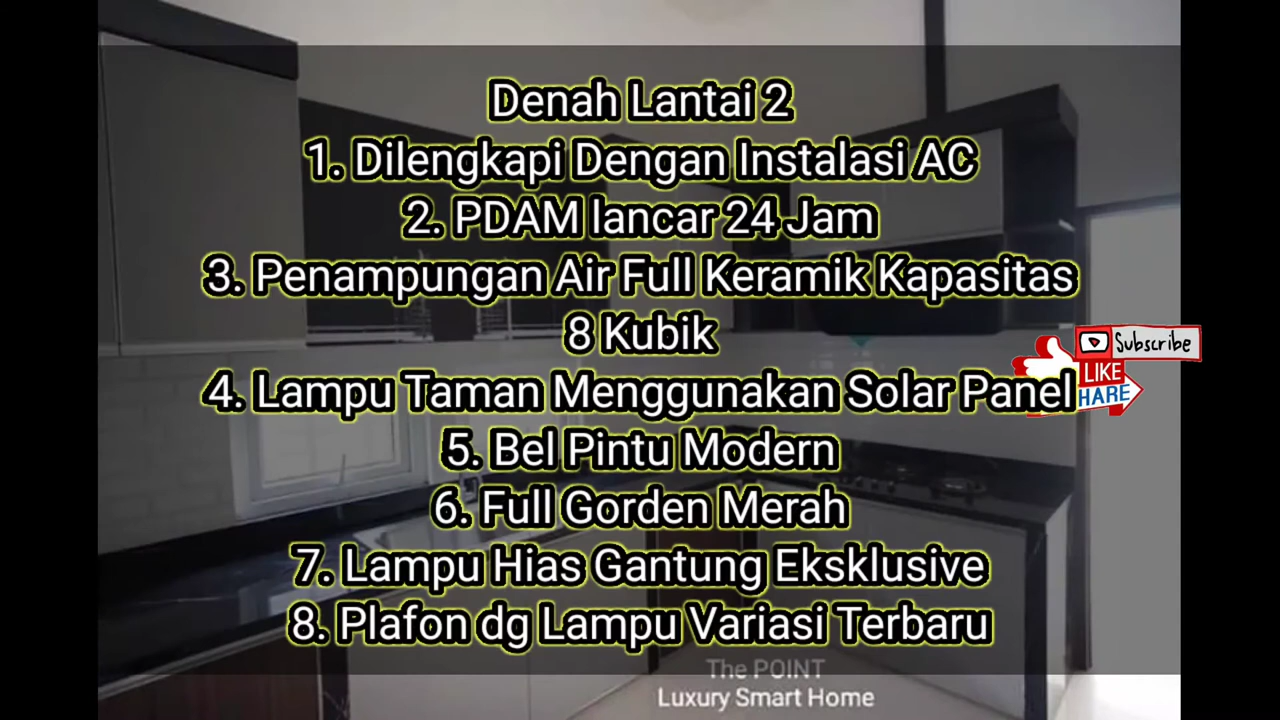 Denah Lantai 2
1. Dilengkapi Dengan Instalasi AC
2. PDAM lancar 24 Jam
3. Penampungan Air Full Keramik Kapasitas
8 Kubik
Subscribe
LIKE
4. Lampu Taman Menggunakan Solar Panel
HARE
5. Bel Pintu Modern
6. Full Gorden Merah
7. Lampu Hias Gantung Eksklusive
8. Plafon dg Lampu Variasi Terbaru
The POINT
Luxury Smart Home